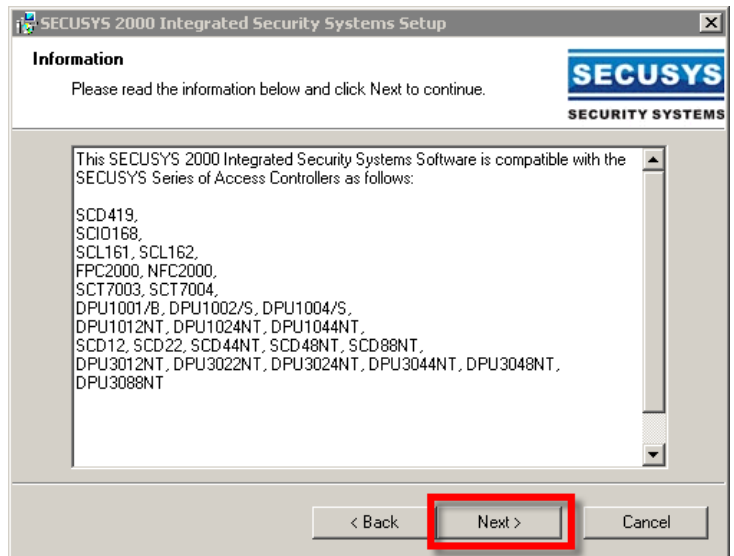 SECUSYS 2000 Integrated Security Systems Setup
Information
Please read the information below and click Next to continue.
SECUSYS
SECURITY SYSTEMS
This SECUSYS 2000 Integrated Security Systems Software is compatible with the
SECUSYS Series of Access Controllers as follows:
SCD419,
SCIO168,
SCL161, SCL162,
FPC2000, NFC2000,
SCT7003, SCT7004,
DPU1001/B, DPU1002/S, DPU1004/S,
DPU1012NT, DPU1024NT, DPU1044NT,
SCD12, SCD22, SCD44NT, SCD48NT, SCD88NT,
DPU3012NT, DPU3022NT, DPU3024NT, DPU3044NT, DPU3048NT,
DPU3088NT
< Back
Next >
Cancel